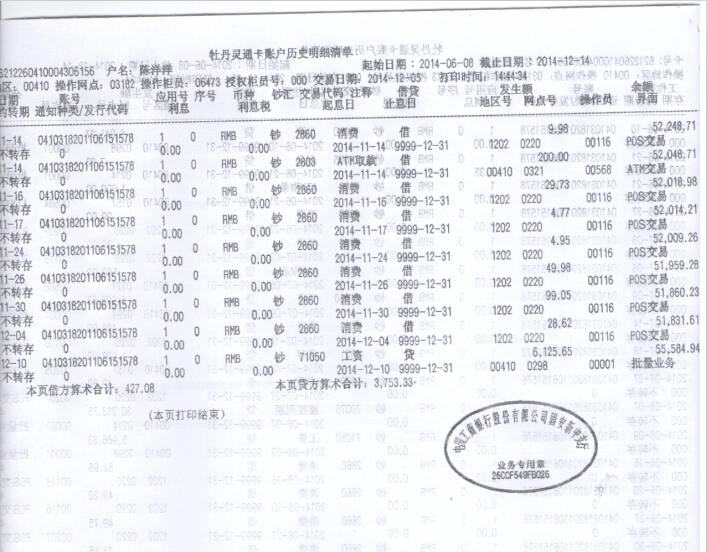 牡丹灵通卡账户历史明细清单
S212260410004306156 户名：陈洋洋 起始日期：2014-06-08 截止日期：2014-12-14
地区：00410 操作网点：03182 操作柜员：06473 授权柜员号：000 交易日期：2014-12-05 打印时间：144434
日期 账号 应用号 序号 币种 钞汇 交易代码 注释 借贷 发生额 余额
约转期 通知种类/发行代码 利息 利息税 起息日 止息日 地区号 网点号 操作员 界面
11-14 0410318201106151578 1 0 RMB 钞 2860 消费 借 9.98 52,248.71
不转存 0 0.00 0.00 2014-11-14 9999-12-31 1202 0220 00116 POS交易
11-14 0410318201106151578 1 0 RMB 钞 2803 ATM取款 借 200.00 52,048.71
不转存 0 0.00 0.00 2014-11-14 9999-12-31 00410 0321 00568 ATM交易
11-16 0410318201106151578 1 0 RMB 钞 2860 消费 借 29.73 52,018.98
不转存 0 0.00 0.00 2014-11-16 9999-12-31 1202 0220 00116 POS交易
11-17 0410318201106151578 1 0 RMB 钞 2860 消费 借 4.77 52,014.21
不转存 0 0.00 0.00 2014-11-17 9999-12-31 1202 0220 00116 POS交易
11-24 0410318201106151578 1 0 RMB 钞 2860 消费 借 4.95 52,009.26
不转存 0 0.00 0.00 2014-11-24 9999-12-31 1202 0220 00116 POS交易
11-26 0410318201106151578 1 0 RMB 钞 2860 消费 借 49.98 51,959.28
不转存 0 0.00 0.00 2014-11-26 9999-12-31 1202 0220 00116 POS交易
11-30 0410318201106151578 1 0 RMB 钞 2860 消费 借 99.05 51,860.23
不转存 0 0.00 0.00 2014-11-30 9999-12-31 1202 0220 00116 POS交易
12-04 0410318201106151578 1 0 RMB 钞 2860 消费 借 28.62 51,831.61
不转存 0 0.00 0.00 2014-12-04 9999-12-31 1202 0220 00116 POS交易
12-10 0410318201106151578 1 0 RMB 钞 71050 工资 贷 6,125.65 55,584.94
不转存 0 0.00 0.00 2014-12-10 9999-12-31 00410 0298 00001 批量业务
本页借方算术合计：427.08 本页贷方算术合计：3,753.33
(本页打印结束)
中国工商银行股份有限公司固安新中支行
业务专用章
26CCF549FB026